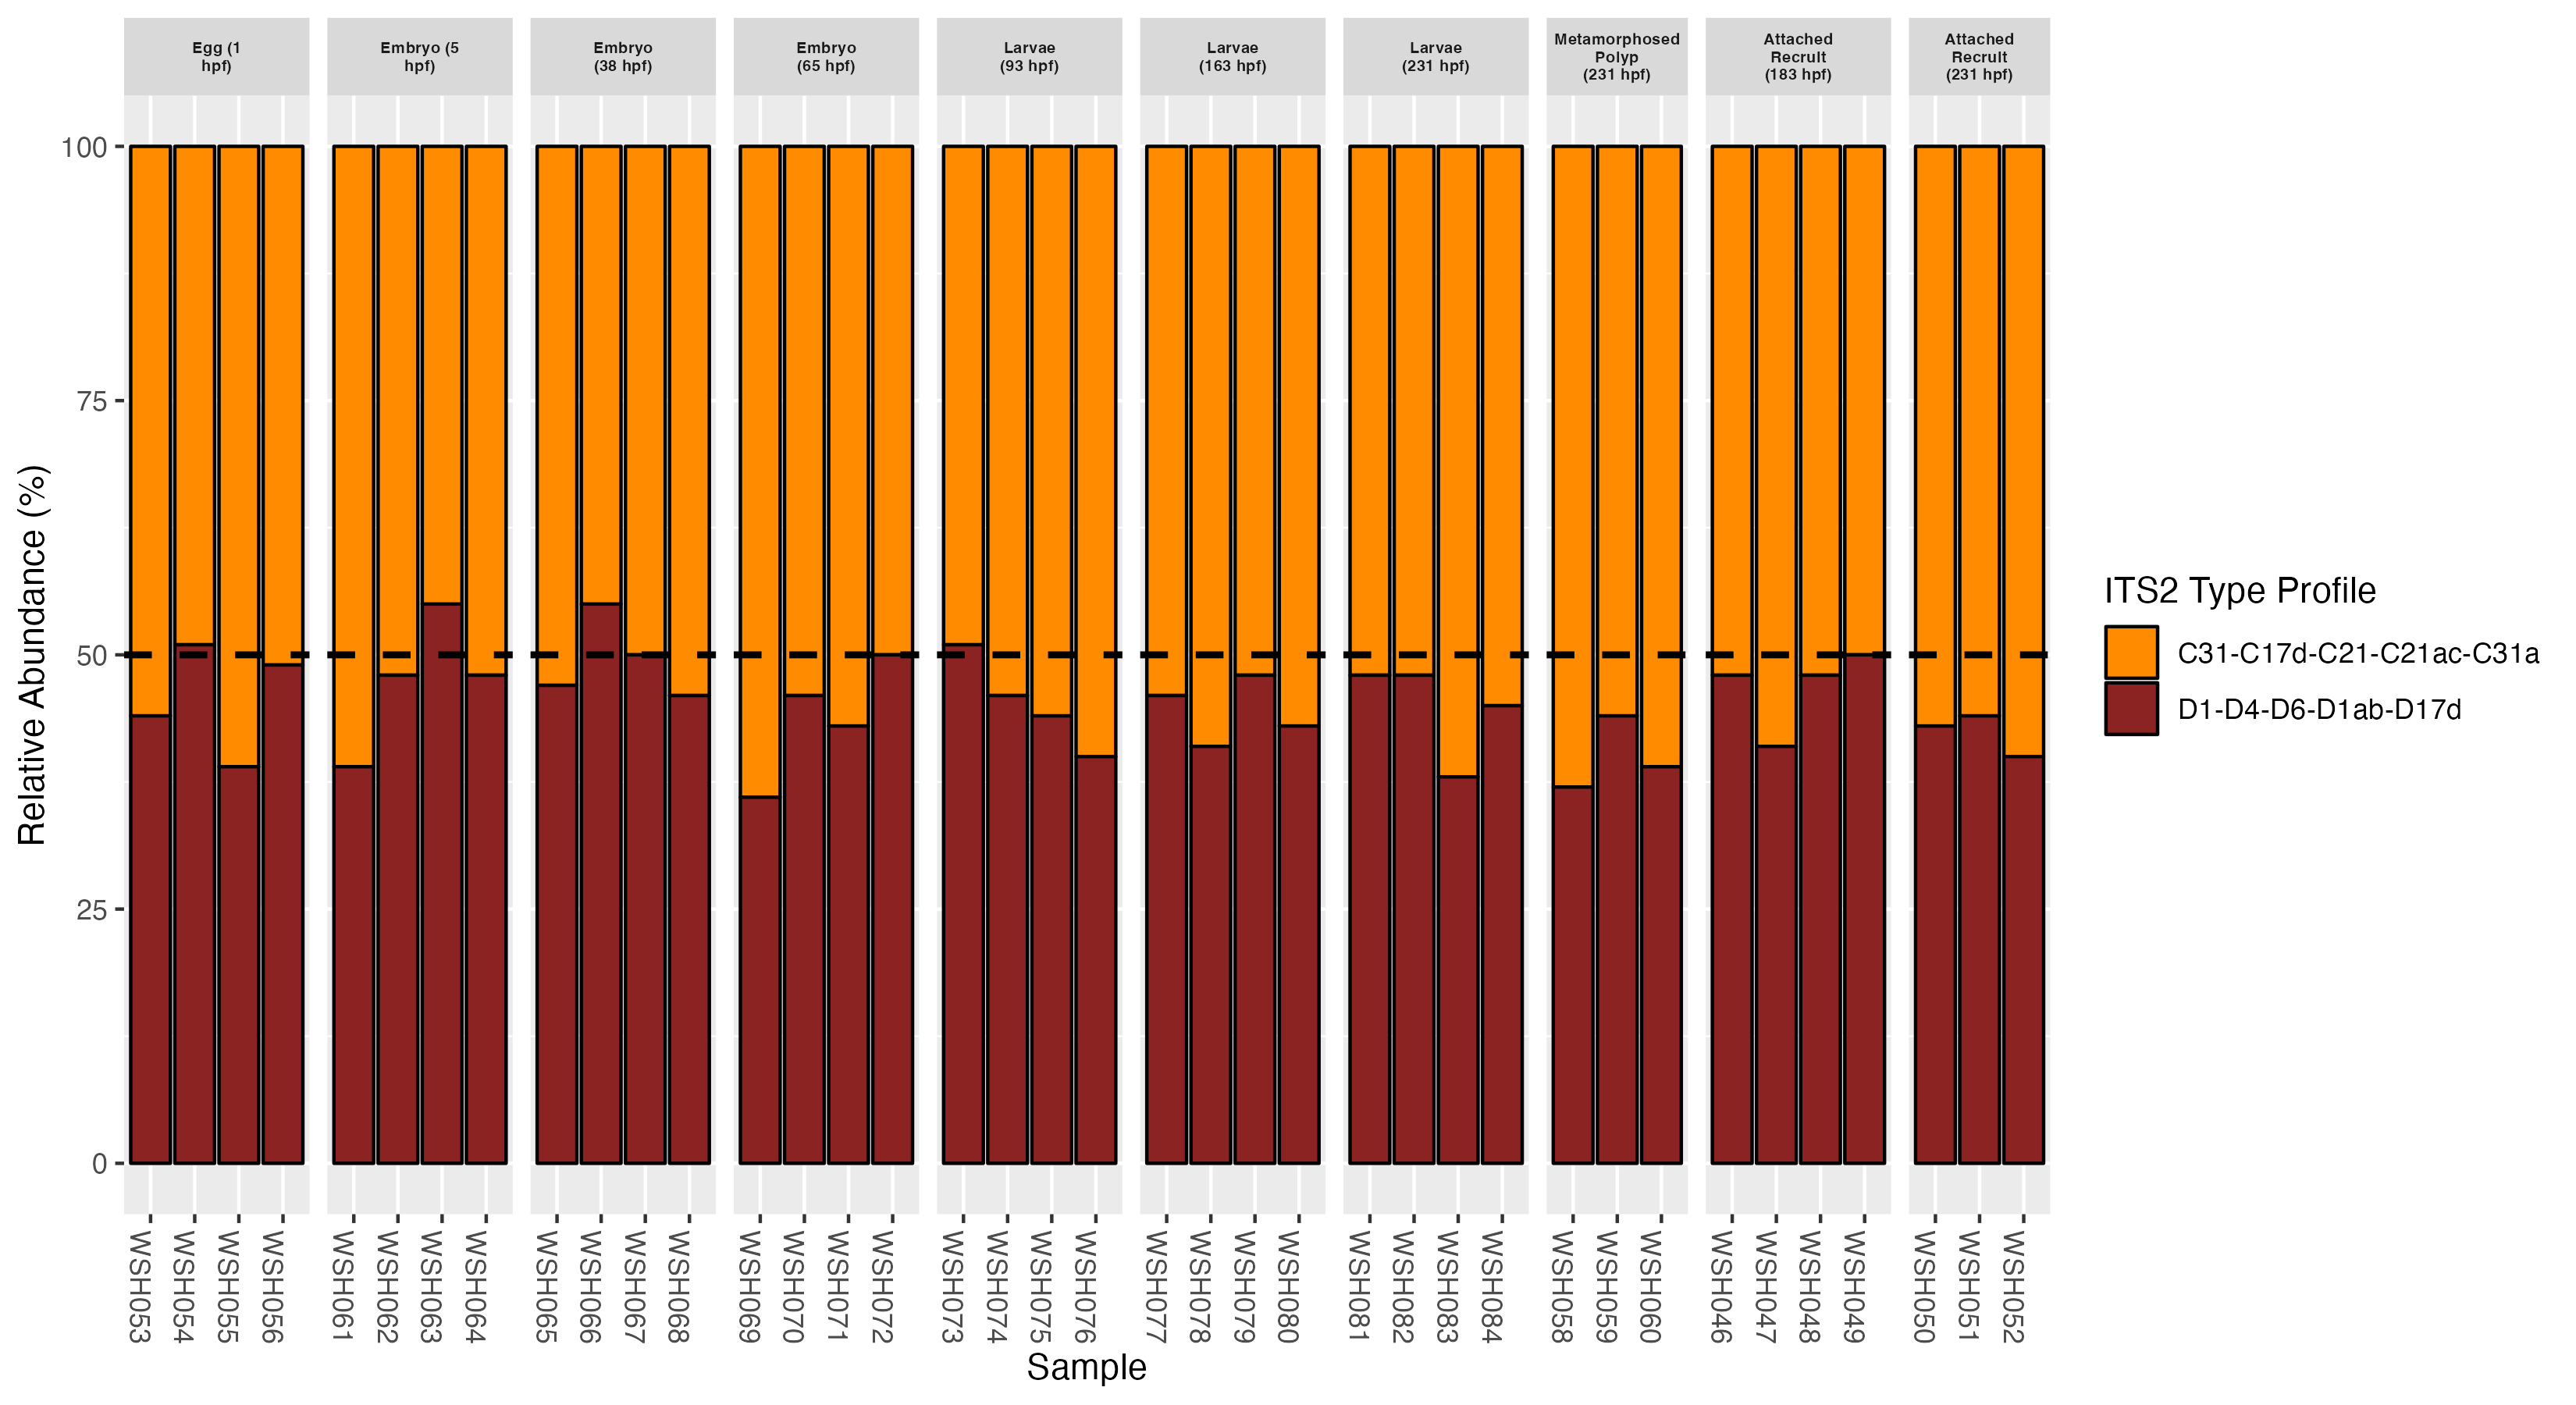 Egg (1
hpf)
Embryo (5
hpf)
Embryo
(38 hpf)
Embryo
(65 hpf)
Larvae
(93 hpf)
Larvae
(163 hpf)
Larvae
(231 hpf)
Metamorphosed
Polyp
(231 hpf)
Attached
Recruit
(183 hpf)
Attached
Recruit
(231 hpf)
Relative Abundance (%)
100
75
50
25
0
WSH053
WSH054
WSH055
WSH056
WSH061
WSH062
WSH063
WSH064
WSH065
WSH066
WSH067
WSH068
WSH069
WSH070
WSH071
WSH072
WSH073
WSH074
WSH075
WSH076
WSH077
WSH078
WSH079
WSH080
WSH081
WSH082
WSH083
WSH084
WSH058
WSH059
WSH060
WSH046
WSH047
WSH048
WSH049
WSH050
WSH051
WSH052
Sample
ITS2 Type Profile
C31-C17d-C21-C21ac-C31a
D1-D4-D6-D1ab-D17d